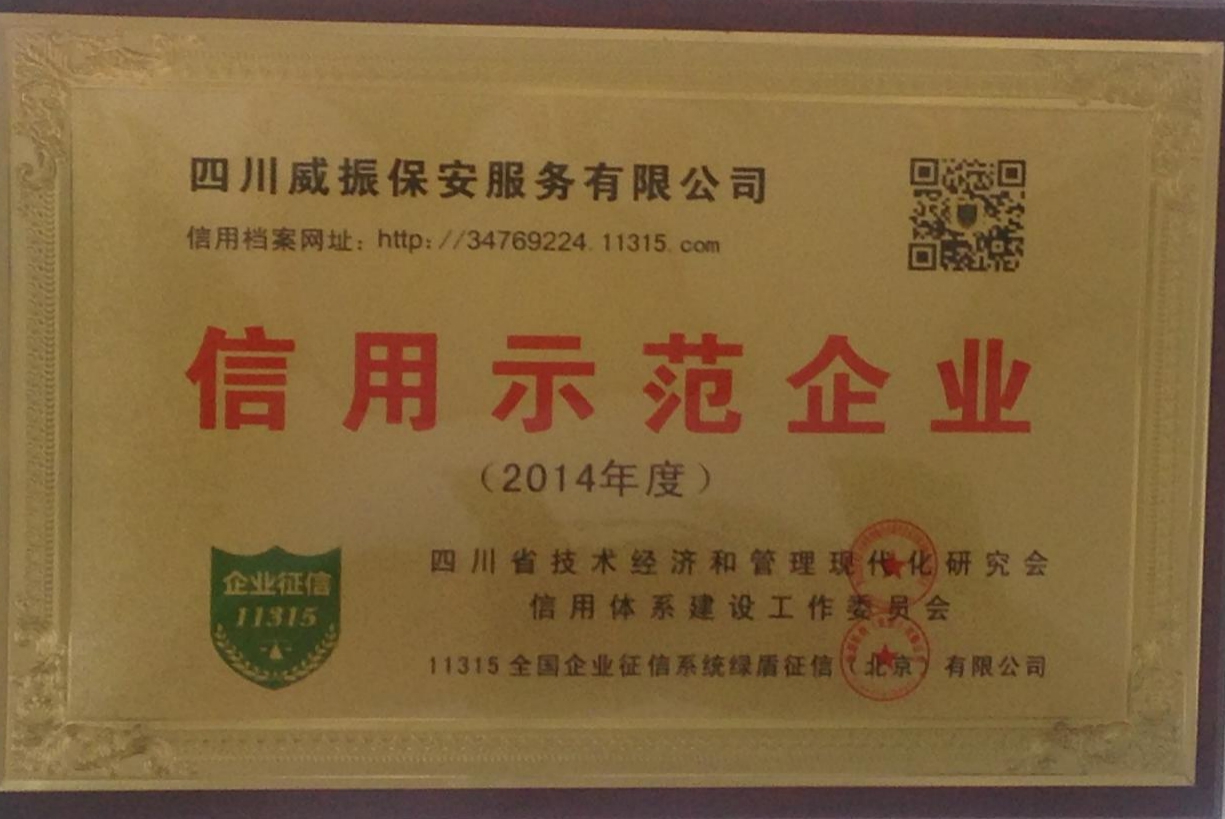 四川威振保安服务有限公司
信用档案网址：http://34769224.11315.com
信用示范企业
（2014年度）
企业征信
11315
四川省技术经济和管理现代化研究会
信用体系建设工作委员会
11315全国企业征信系统绿盾征信（北京）有限公司